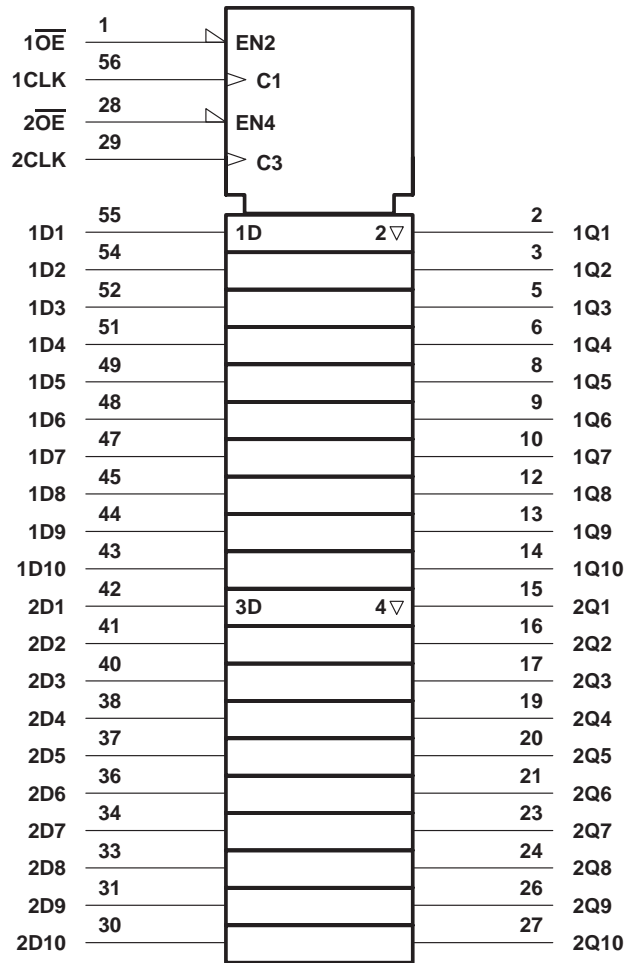 1OE 1 EN2
1CLK 56 C1
2OE 28 EN4
2CLK 29 C3
1D1 55 1D 2▽ 2 1Q1
1D2 54 3 1Q2
1D3 52 5 1Q3
1D4 51 6 1Q4
1D5 49 8 1Q5
1D6 48 9 1Q6
1D7 47 10 1Q7
1D8 45 12 1Q8
1D9 44 13 1Q9
1D10 43 14 1Q10
2D1 42 3D 4▽ 15 2Q1
2D2 41 16 2Q2
2D3 40 17 2Q3
2D4 38 19 2Q4
2D5 37 20 2Q5
2D6 36 21 2Q6
2D7 34 23 2Q7
2D8 33 24 2Q8
2D9 31 26 2Q9
2D10 30 27 2Q10